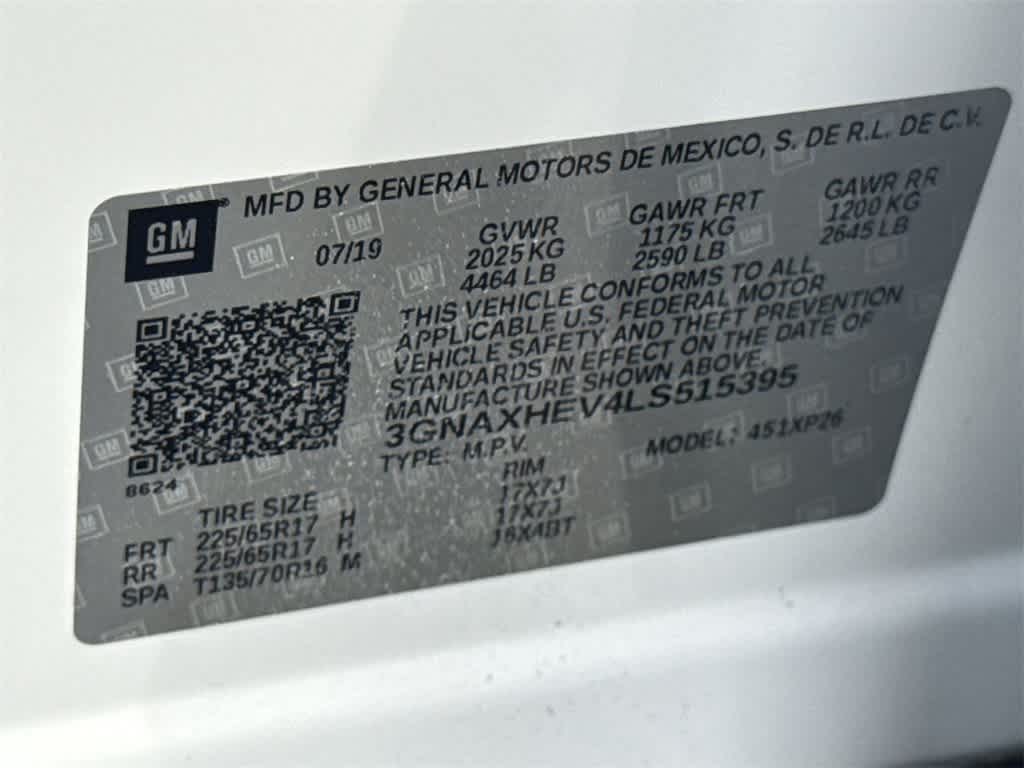 GM® MFD BY GENERAL MOTORS DE MEXICO, S. DE R.L. DE C.V.
07/19 GVWR GAWR FRT GAWR RR
2025 KG 1175 KG 1200 KG
4464 LB 2590 LB 2645 LB
THIS VEHICLE CONFORMS TO ALL
APPLICABLE U.S. FEDERAL MOTOR
VEHICLE SAFETY AND THEFT PREVENTION
STANDARDS IN EFFECT ON THE DATE OF
MANUFACTURE SHOWN ABOVE.
3GNAXHEV4LS515395
TYPE: M.P.V. MODEL: 451XP26
8624
TIRE SIZE RIM
FRT 225/65R17 H 17X7J
RR 225/65R17 H 17X7J
SPA T135/70R16 M 16X4BT